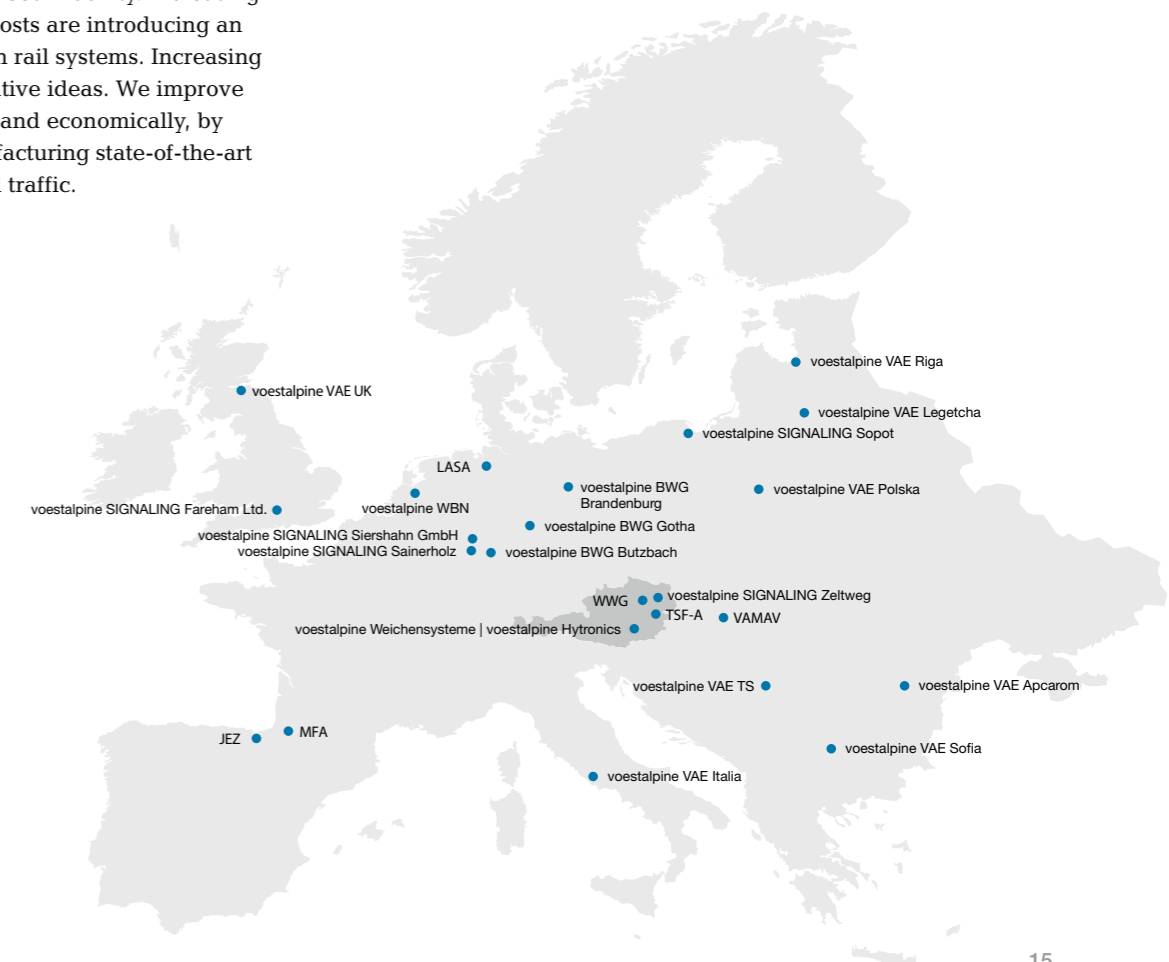 osts are introducing an
rail systems. Increasing
ative ideas. We improve
and economically, by
facturing state-of-the-art
traffic.
voestalpine VAE Riga
voestalpine VAE UK
voestalpine VAE Legetcha
voestalpine SIGNALING Sopot
LASA
voestalpine BWG
Brandenburg
voestalpine VAE Polska
voestalpine WBN
voestalpine SIGNALING Fareham Ltd.
voestalpine BWG Gotha
voestalpine SIGNALING Siershahn GmbH
voestalpine SIGNALING Sainerholz
voestalpine BWG Butzbach
WWG
voestalpine SIGNALING Zeltweg
TSF-A
VAMAV
voestalpine Weichensysteme | voestalpine Hytronics
voestalpine VAE TS
voestalpine VAE Apcarom
JEZ
MFA
voestalpine VAE Sofia
voestalpine VAE Italia
15